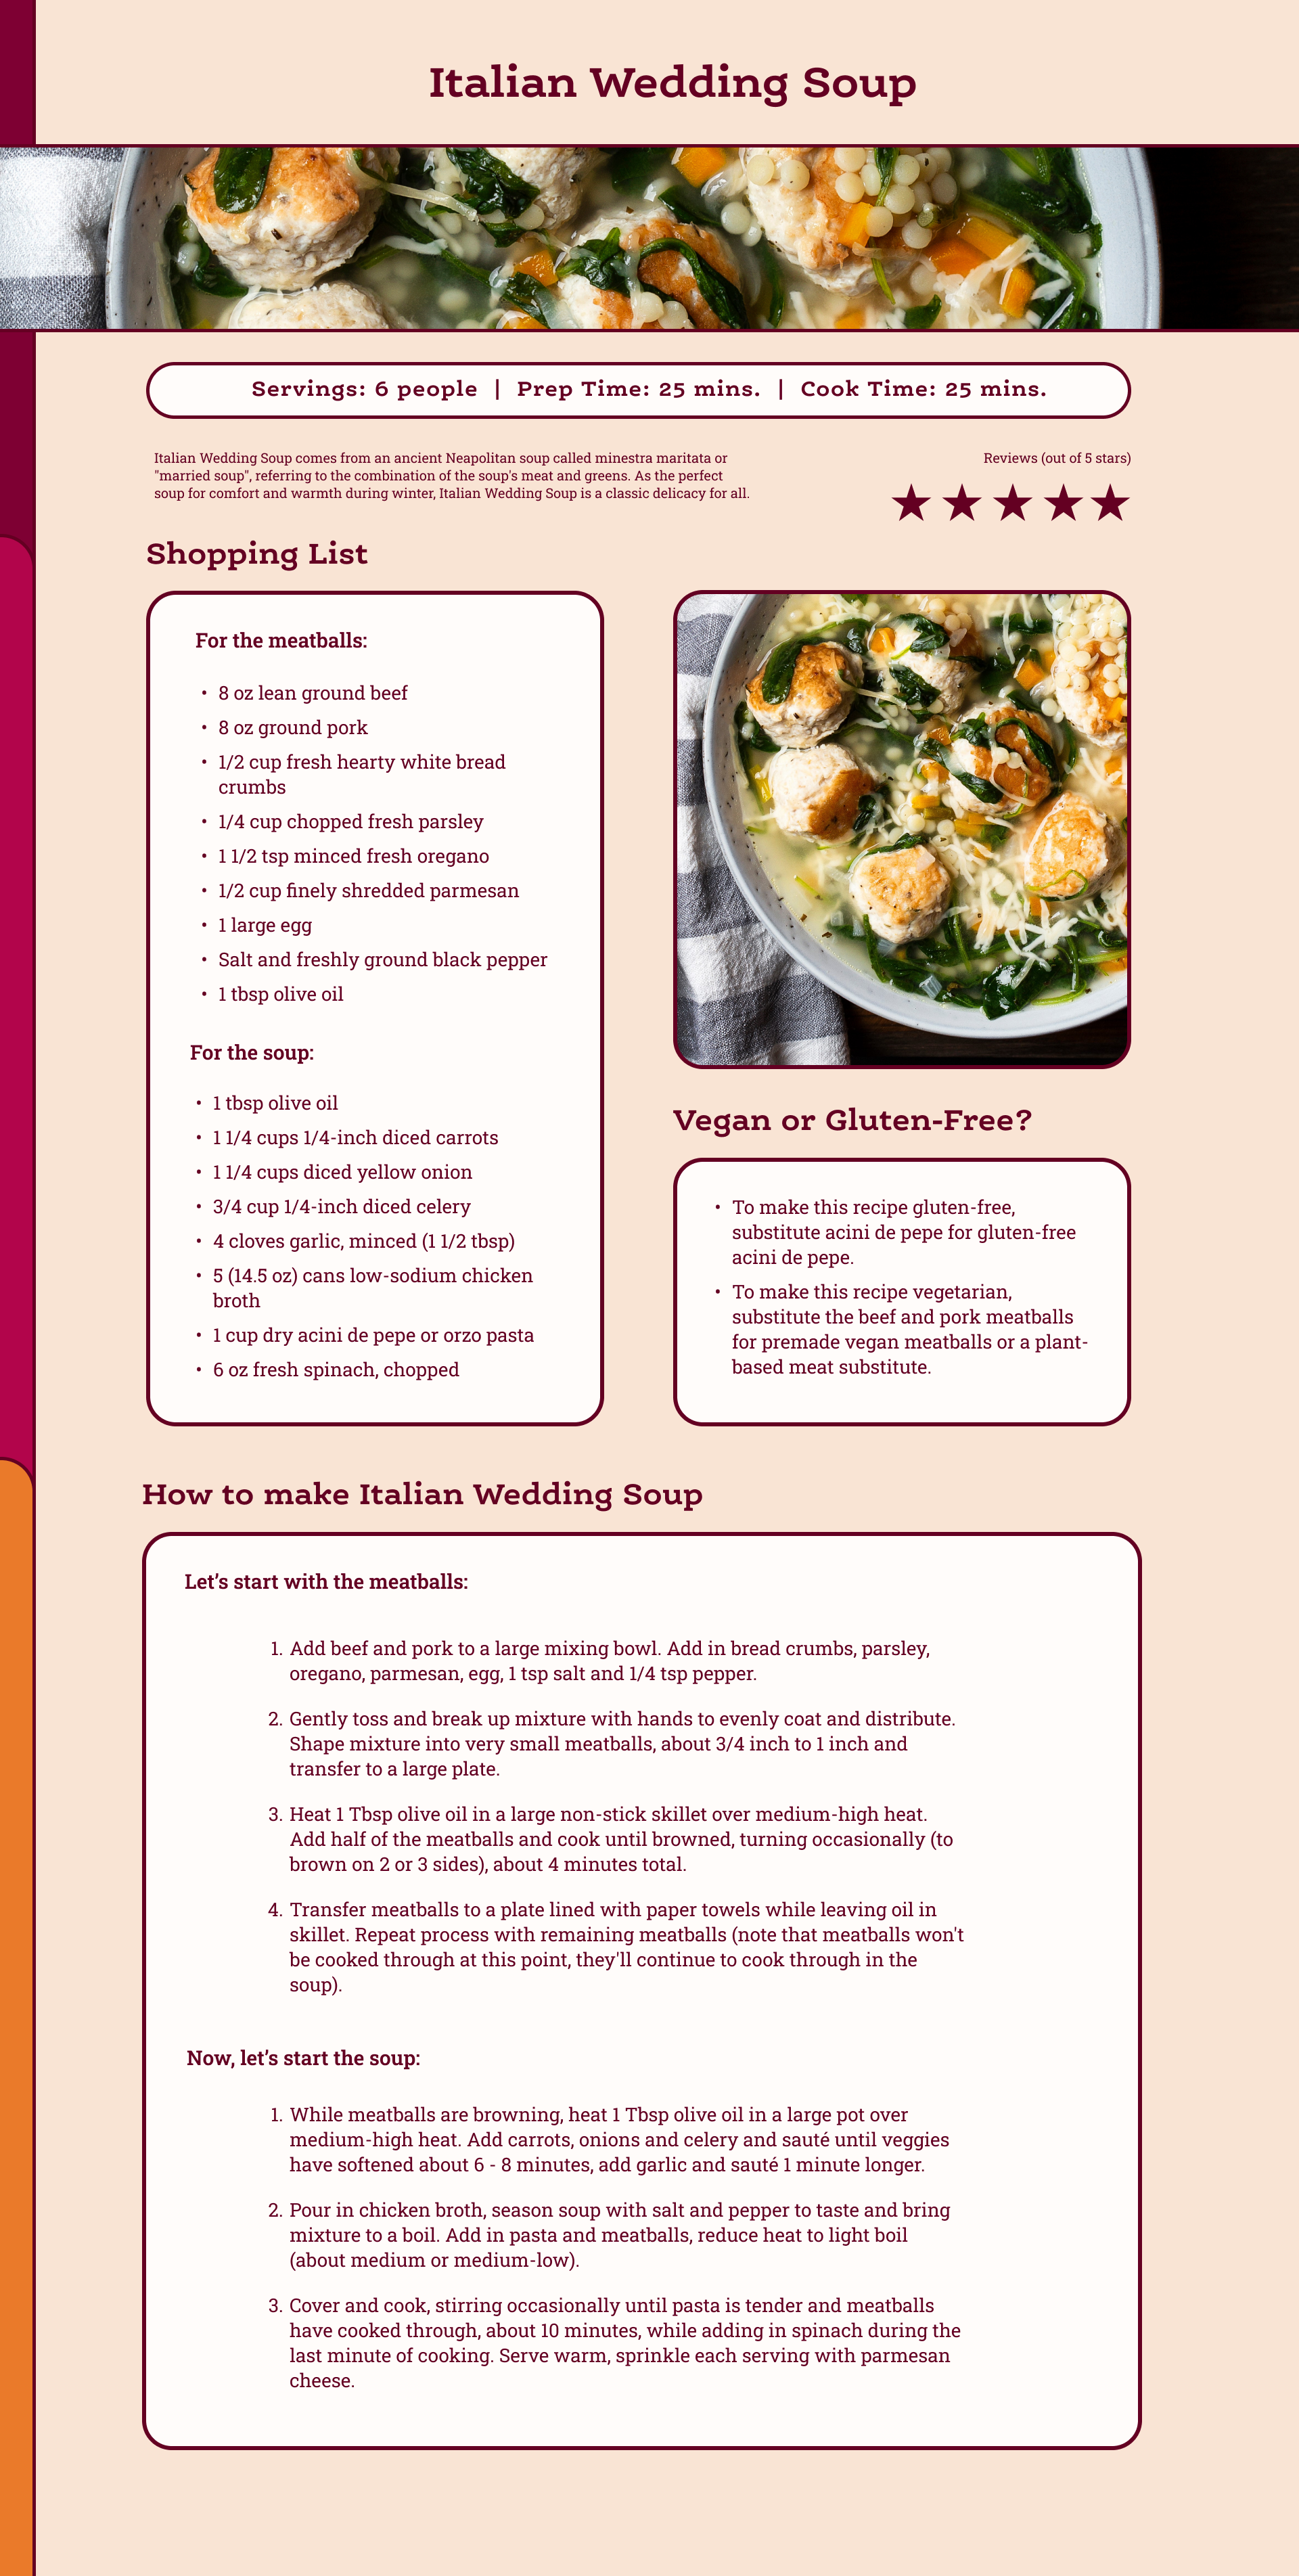 Italian Wedding Soup
Servings: 6 people | Prep Time: 25 mins. | Cook Time: 25 mins.
Italian Wedding Soup comes from an ancient Neapolitan soup called minestra maritata or
"married soup", referring to the combination of the soup's meat and greens. As the perfect
soup for comfort and warmth during winter, Italian Wedding Soup is a classic delicacy for all.
Reviews (out of 5 stars)
★ ★ ★ ★ ★
Shopping List
For the meatballs:
• 8 oz lean ground beef
• 8 oz ground pork
• 1/2 cup fresh hearty white bread
crumbs
• 1/4 cup chopped fresh parsley
• 1 1/2 tsp minced fresh oregano
• 1/2 cup finely shredded parmesan
• 1 large egg
• Salt and freshly ground black pepper
• 1 tbsp olive oil
For the soup:
• 1 tbsp olive oil
• 1 1/4 cups 1/4-inch diced carrots
• 1 1/4 cups diced yellow onion
• 3/4 cup 1/4-inch diced celery
• 4 cloves garlic, minced (1 1/2 tbsp)
• 5 (14.5 oz) cans low-sodium chicken
broth
• 1 cup dry acini de pepe or orzo pasta
• 6 oz fresh spinach, chopped
Vegan or Gluten-Free?
• To make this recipe gluten-free,
substitute acini de pepe for gluten-free
acini de pepe.
• To make this recipe vegetarian,
substitute the beef and pork meatballs
for premade vegan meatballs or a plant-
based meat substitute.
How to make Italian Wedding Soup
Let’s start with the meatballs:
1. Add beef and pork to a large mixing bowl. Add in bread crumbs, parsley,
oregano, parmesan, egg, 1 tsp salt and 1/4 tsp pepper.
2. Gently toss and break up mixture with hands to evenly coat and distribute.
Shape mixture into very small meatballs, about 3/4 inch to 1 inch and
transfer to a large plate.
3. Heat 1 Tbsp olive oil in a large non-stick skillet over medium-high heat.
Add half of the meatballs and cook until browned, turning occasionally (to
brown on 2 or 3 sides), about 4 minutes total.
4. Transfer meatballs to a plate lined with paper towels while leaving oil in
skillet. Repeat process with remaining meatballs (note that meatballs won't
be cooked through at this point, they'll continue to cook through in the
soup).
Now, let’s start the soup:
1. While meatballs are browning, heat 1 Tbsp olive oil in a large pot over
medium-high heat. Add carrots, onions and celery and sauté until veggies
have softened about 6 - 8 minutes, add garlic and sauté 1 minute longer.
2. Pour in chicken broth, season soup with salt and pepper to taste and bring
mixture to a boil. Add in pasta and meatballs, reduce heat to light boil
(about medium or medium-low).
3. Cover and cook, stirring occasionally until pasta is tender and meatballs
have cooked through, about 10 minutes, while adding in spinach during the
last minute of cooking. Serve warm, sprinkle each serving with parmesan
cheese.